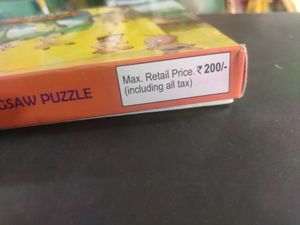 Max. Retail Price. ₹ 200/-
(including all tax)
GSAW PUZZLE